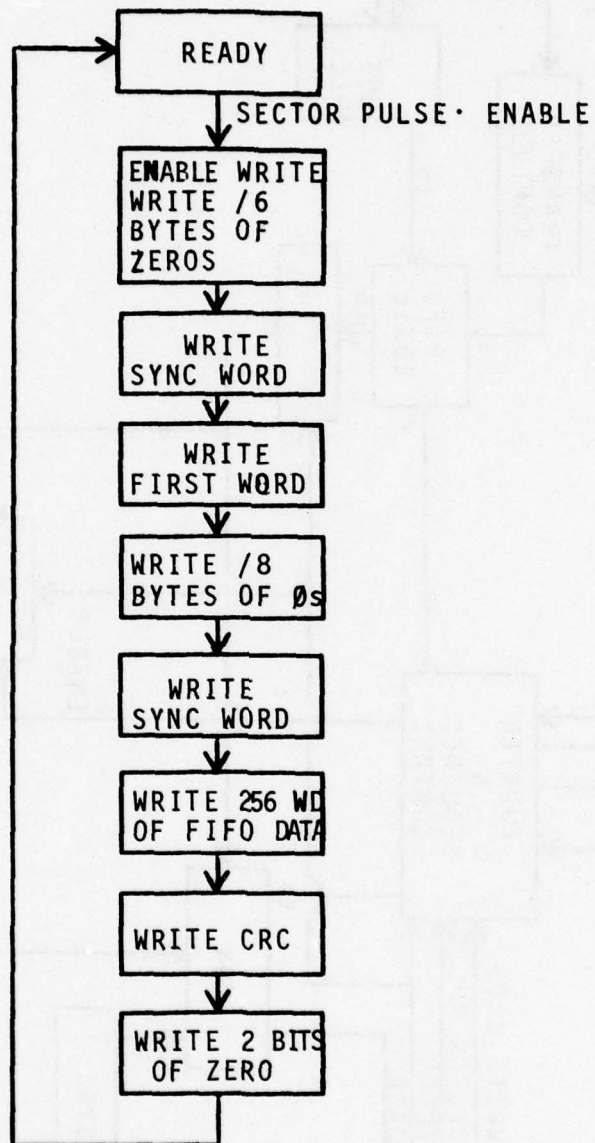 READY
SECTOR PULSE· ENABLE
ENABLE WRITE
WRITE /6
BYTES OF
ZEROS
WRITE
SYNC WORD
WRITE
FIRST WORD
WRITE /8
BYTES OF Øs
WRITE
SYNC WORD
WRITE 256 WD
OF FIFO DATA
WRITE CRC
WRITE 2 BITS
OF ZERO